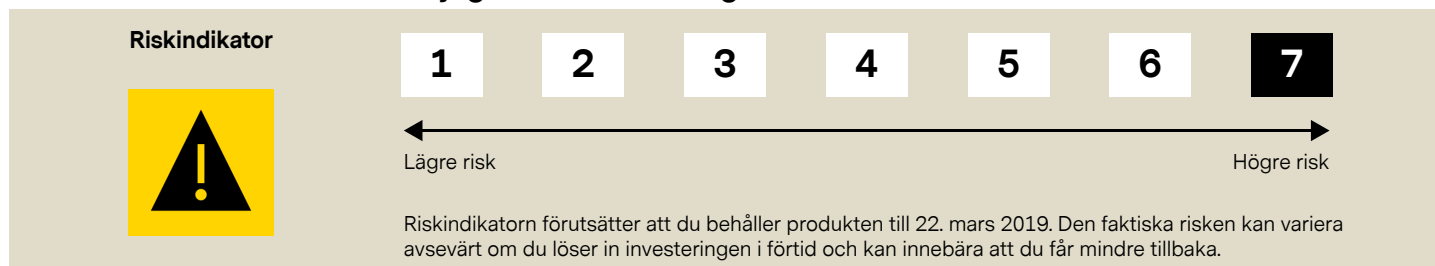 Riskindikator
1 2 3 4 5 6 7
Lägre risk Högre risk
Riskindikatorn förutsätter att du behåller produkten till 22. mars 2019. Den faktiska risken kan variera
avsevärt om du löser in investeringen i förtid och kan innebära att du får mindre tillbaka.